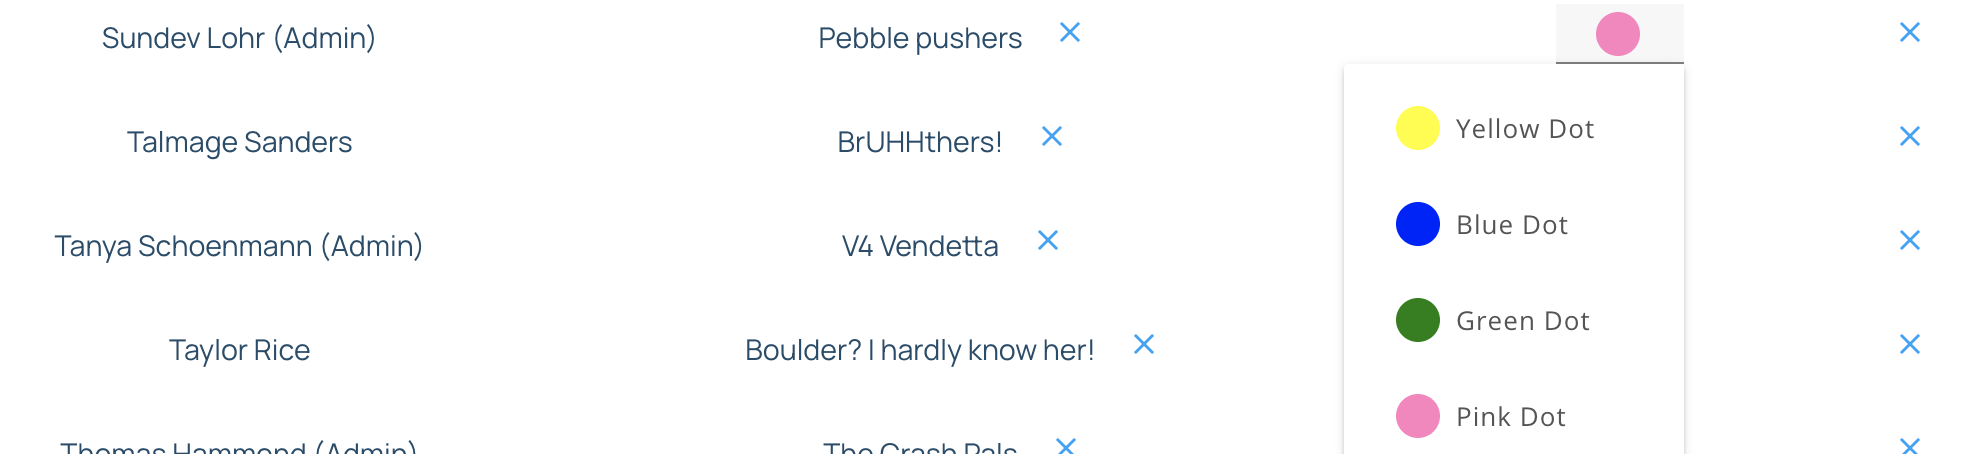 Sundev Lohr (Admin) Pebble pushers
Yellow Dot
Talmage Sanders BrUHHthers!
Blue Dot
Tanya Schoenmann (Admin) V4 Vendetta
Green Dot
Taylor Rice Boulder? I hardly know her!
Pink Dot
Thomas Hammond (Admin) The Crash Pals